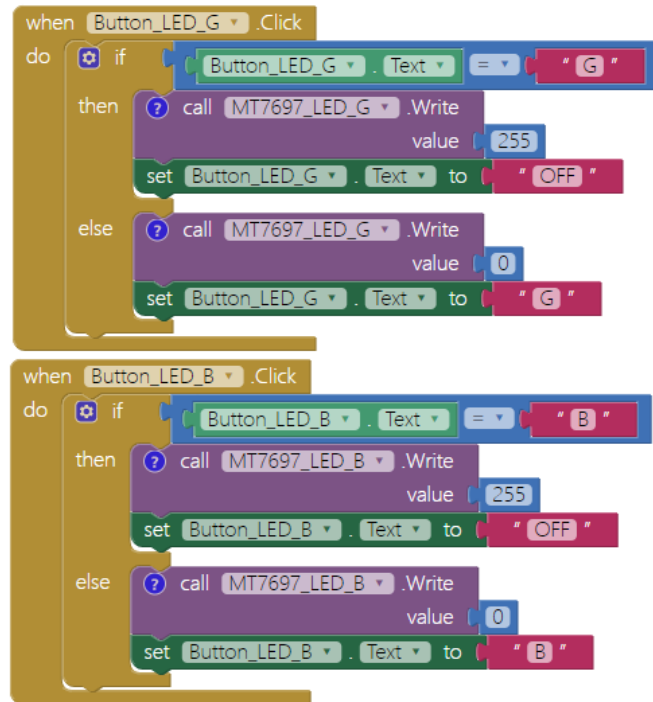 when Button_LED_G .Click
do if Button_LED_G . Text = " G "
then ? call MT7697_LED_G .Write
value 255
set Button_LED_G . Text to " OFF "
else ? call MT7697_LED_G .Write
value 0
set Button_LED_G . Text to " G "
when Button_LED_B .Click
do if Button_LED_B . Text = " B "
then ? call MT7697_LED_B .Write
value 255
set Button_LED_B . Text to " OFF "
else ? call MT7697_LED_B .Write
value 0
set Button_LED_B . Text to " B "